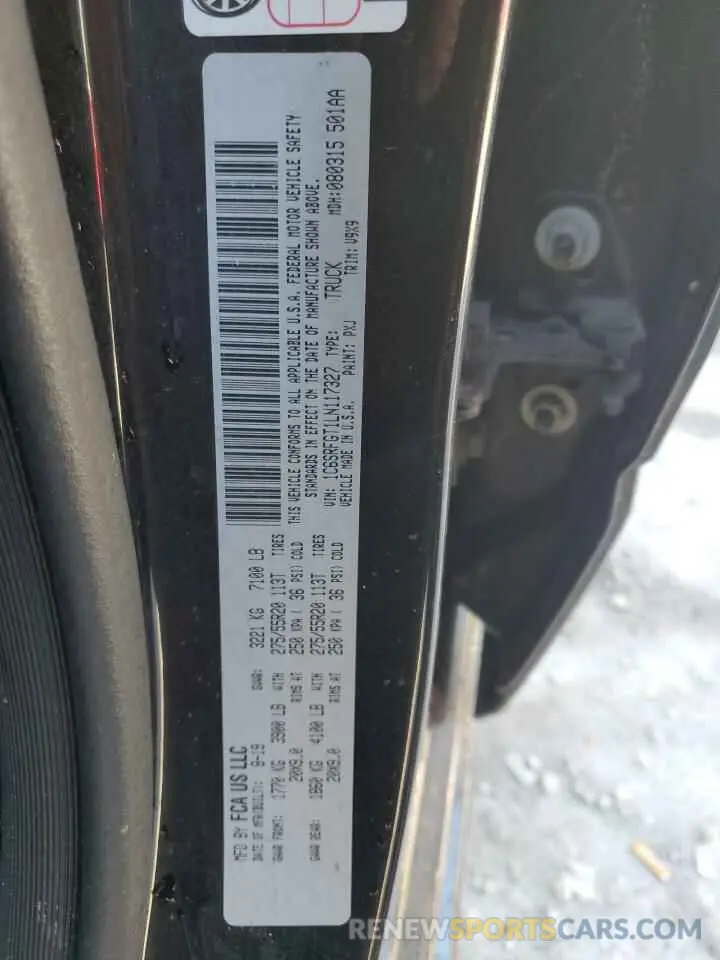 MFD BY FCA US LLC
DATE OF MFR(BUILT): 9-19 GVWR: 3221 KG 7100 LB
GAWR FRONT: 1770 KG 3900 LB WITH 275/55R20 113T TIRES
20X9.0 RIMS AT 250 KPA ( 36 PSI) COLD
GAWR REAR: 1860 KG 4100 LB WITH 275/55R20 113T TIRES
20X9.0 RIMS AT 250 KPA ( 36 PSI) COLD
THIS VEHICLE CONFORMS TO ALL APPLICABLE U.S.A. FEDERAL MOTOR VEHICLE SAFETY
STANDARDS IN EFFECT ON THE DATE OF MANUFACTURE SHOWN ABOVE.
VIN: 1C6SRFGT1LN117327 TYPE: TRUCK MDH:080315 501AA
VEHICLE MADE IN U.S.A. PAINT: PXJ TRIM: V9X9
RENEWSPORTSCARS.COM